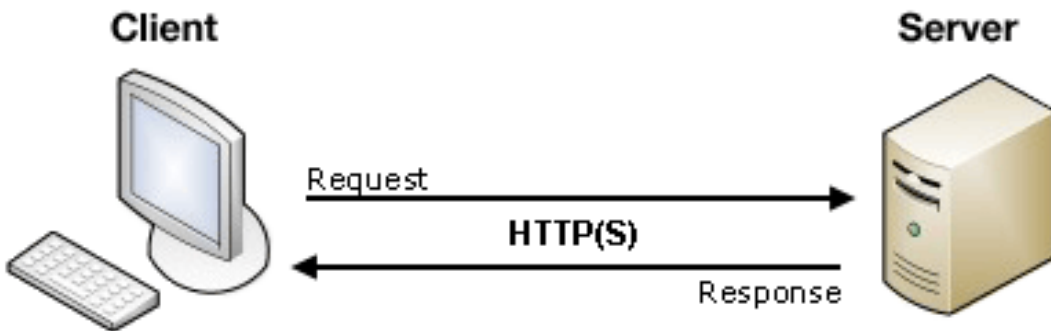 Client
Server
Request
HTTP(S)
Response